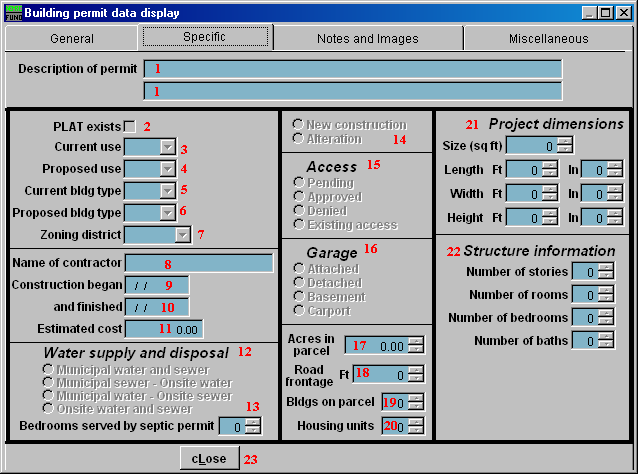 FUND Building permit data display
General Specific Notes and Images Miscellaneous
Description of permit 1
1
PLAT exists 2
Current use 3
Proposed use 4
Current bldg type 5
Proposed bldg type 6
Zoning district 7
Name of contractor 8
Construction began / / 9
and finished / / 10
Estimated cost 11 0.00
Water supply and disposal 12
Municipal water and sewer
Municipal sewer - Onsite water
Municipal water - Onsite sewer
Onsite water and sewer 13
Bedrooms served by septic permit 0
New construction
Alteration 14
Access 15
Pending
Approved
Denied
Existing access
Garage 16
Attached
Detached
Basement
Carport
Acres in parcel 17 0.00
Road frontage Ft 18 0
Bldgs on parcel 19 0
Housing units 20 0
21 Project dimensions
Size (sq ft) 0
Length Ft 0 In 0
Width Ft 0 In 0
Height Ft 0 In 0
22 Structure information
Number of stories 0
Number of rooms 0
Number of bedrooms 0
Number of baths 0
cLose 23